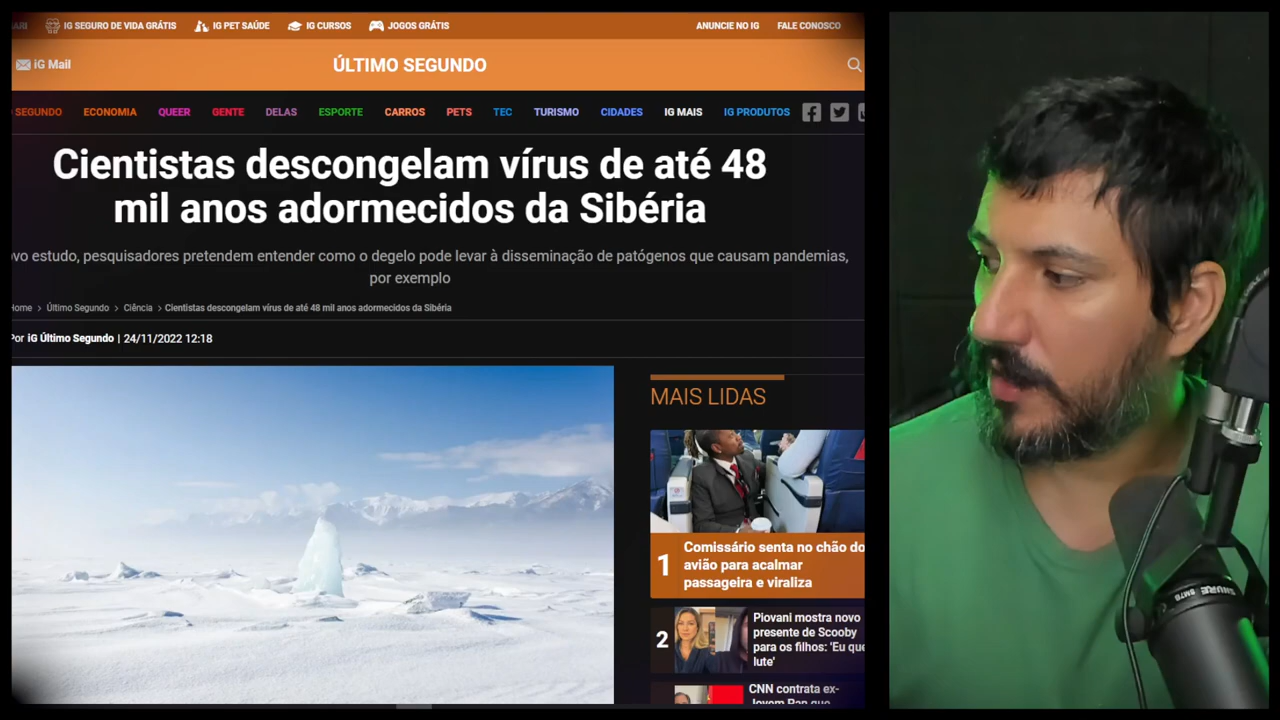 IG SEGURO DE VIDA GRÁTIS
IG PET SAÚDE
IG CURSOS
JOGOS GRÁTIS
ANUNCIE NO IG
FALE CONOSCO
iG Mail
ÚLTIMO SEGUNDO
SEGUNDO
ECONOMIA
QUEER
GENTE
DELAS
ESPORTE
CARROS
PETS
TEC
TURISMO
CIDADES
IG MAIS
IG PRODUTOS
Cientistas descongelam vírus de até 48
mil anos adormecidos da Sibéria
estudo, pesquisadores pretendem entender como o degelo pode levar à disseminação de patógenos que causam pandemias,
por exemplo
Home > Último Segundo > Ciência > Cientistas descongelam vírus de até 48 mil anos adormecidos da Sibéria
Por iG Último Segundo | 24/11/2022 12:18
MAIS LIDAS
1
Comissário senta no chão do
avião para acalmar
passageira e viraliza
2
Piovani mostra novo
presente de Scooby
para os filhos: 'Eu que
lute'
CNN contrata ex-
Jovem Pan que
SHURE SM7B